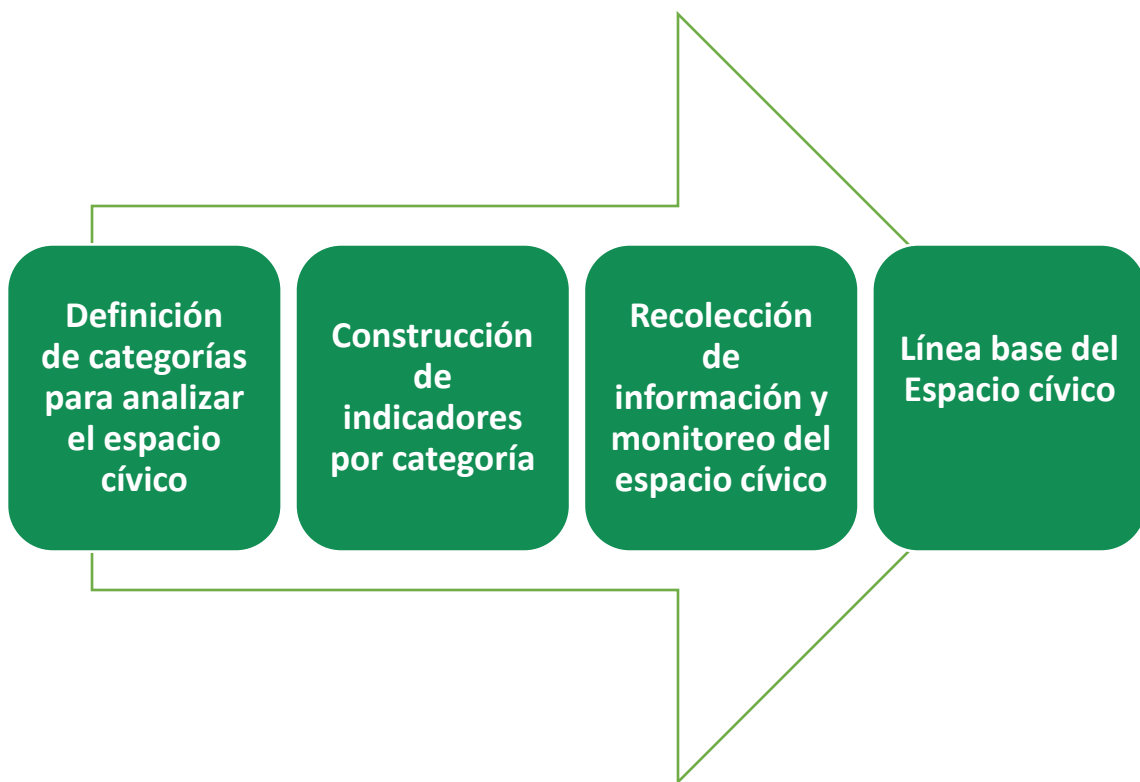 Definición
de categorías
para analizar
el espacio
cívico
Construcción
de
indicadores
por categoría
Recolección
de
información y
monitoreo del
espacio cívico
Línea base del
Espacio cívico